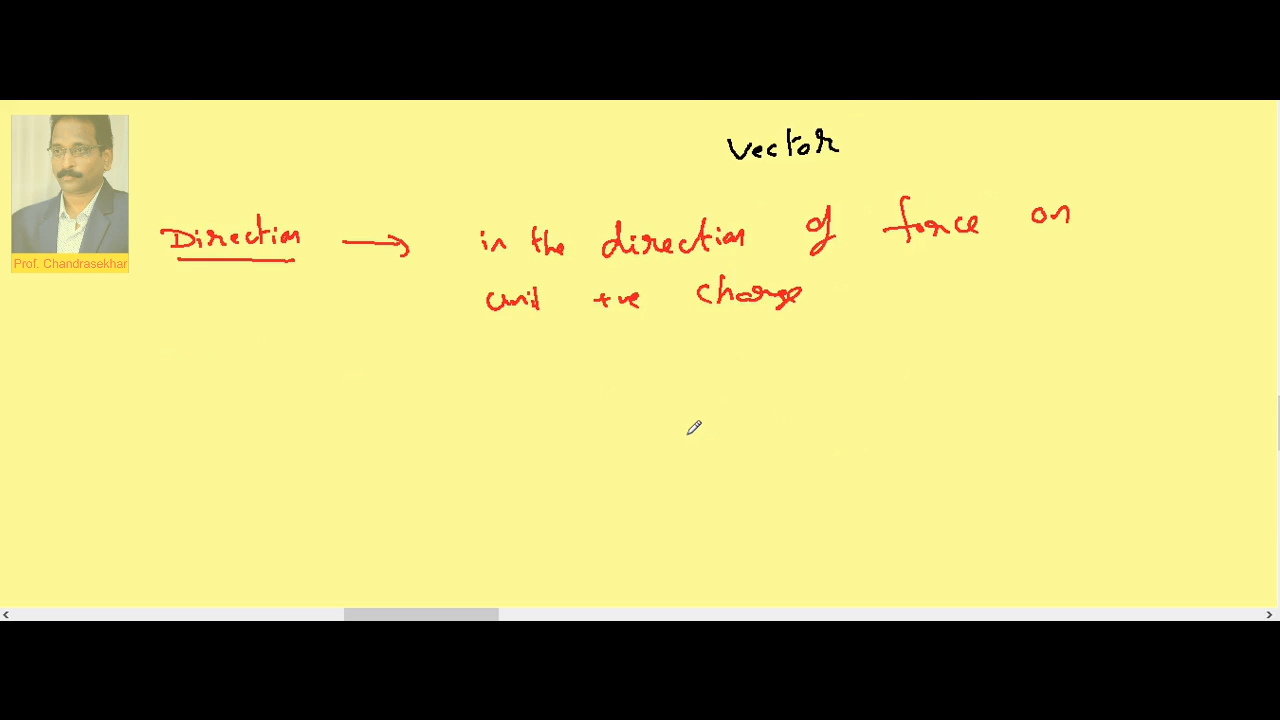 vector
Direction → in the direction of force on
unit +ve charge
Prof. Chandrasekhar